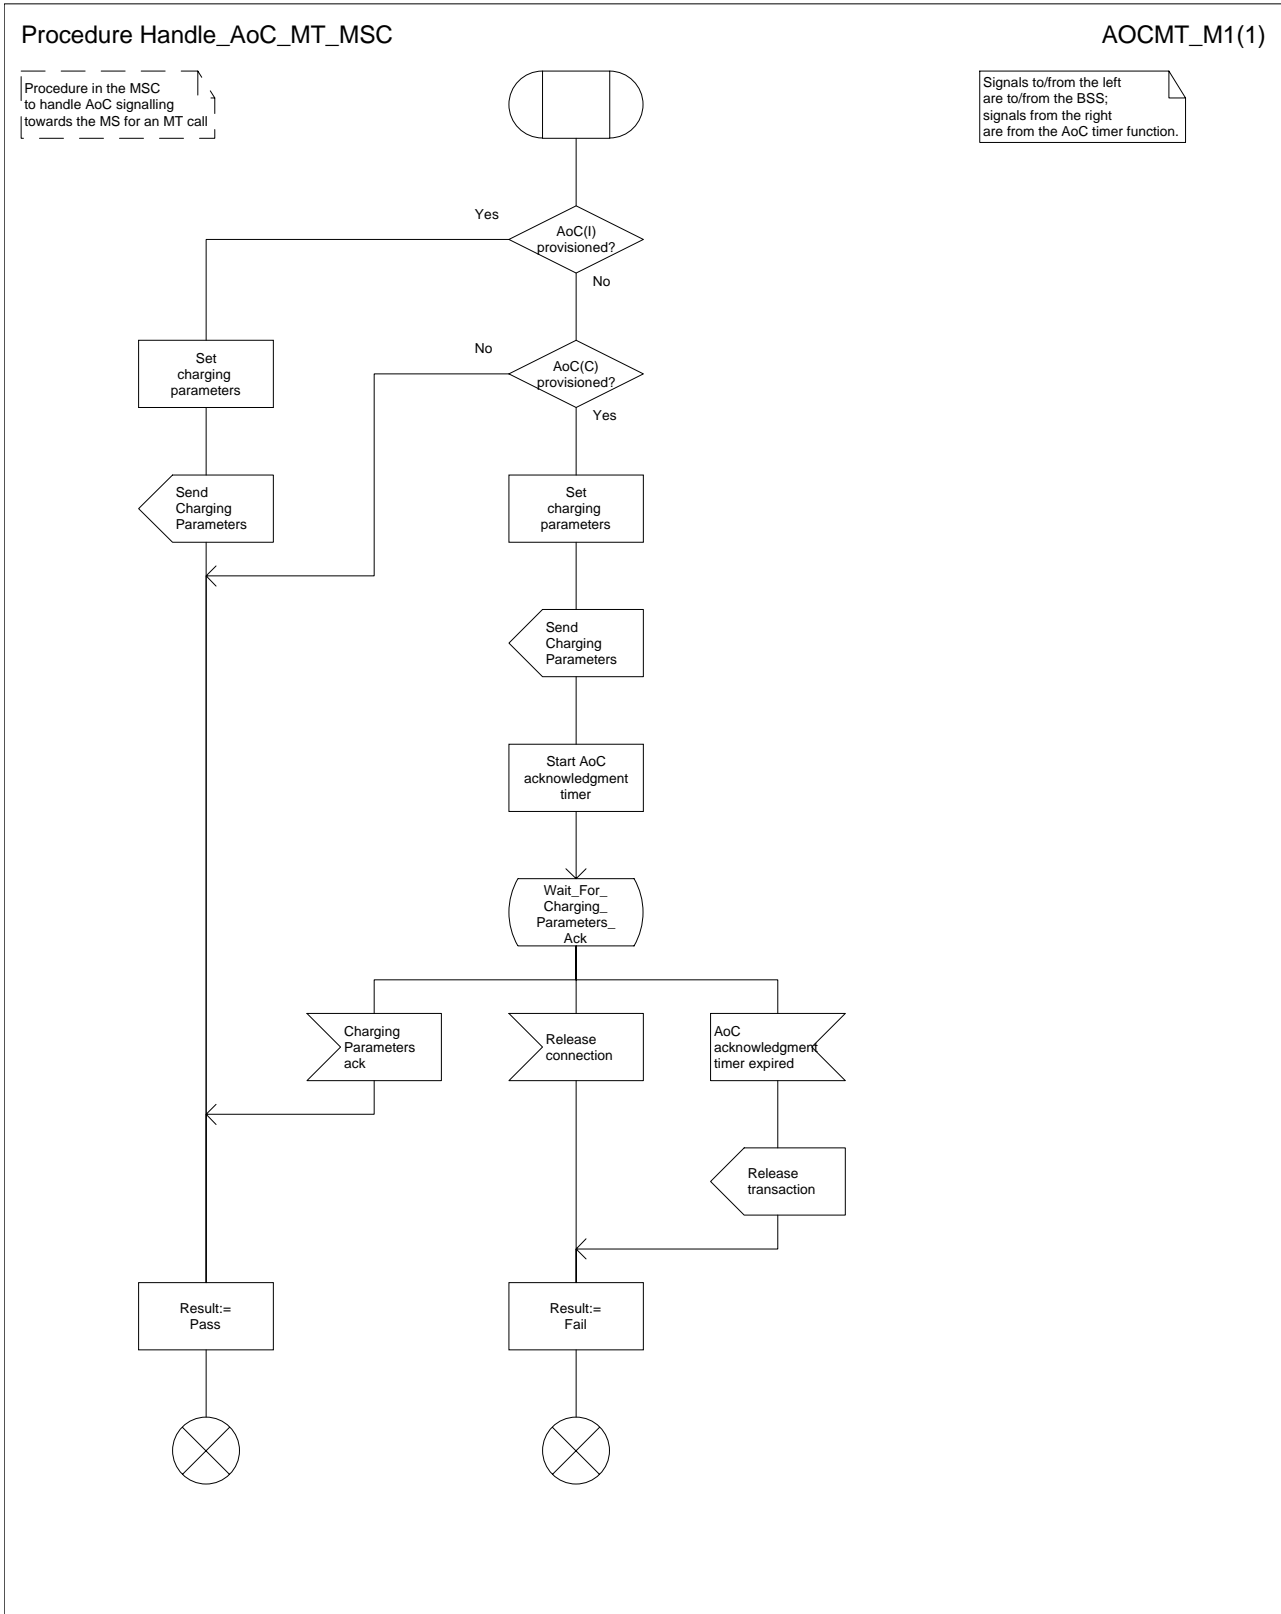 Procedure Handle_AoC_MT_MSC
AOCMT_M1(1)
Procedure in the MSC
to handle AoC signalling
towards the MS for an MT call
Signals to/from the left
are to/from the BSS;
signals from the right
are from the AoC timer function.
Yes
AoC(I)
provisioned?
No
No
AoC(C)
provisioned?
Yes
Set
charging
parameters
Send
Charging
Parameters
Set
charging
parameters
Send
Charging
Parameters
Start AoC
acknowledgment
timer
Wait_For_
Charging_
Parameters_
Ack
Charging
Parameters
ack
Release
connection
AoC
acknowledgment
timer expired
Release
transaction
Result:=
Pass
Result:=
Fail